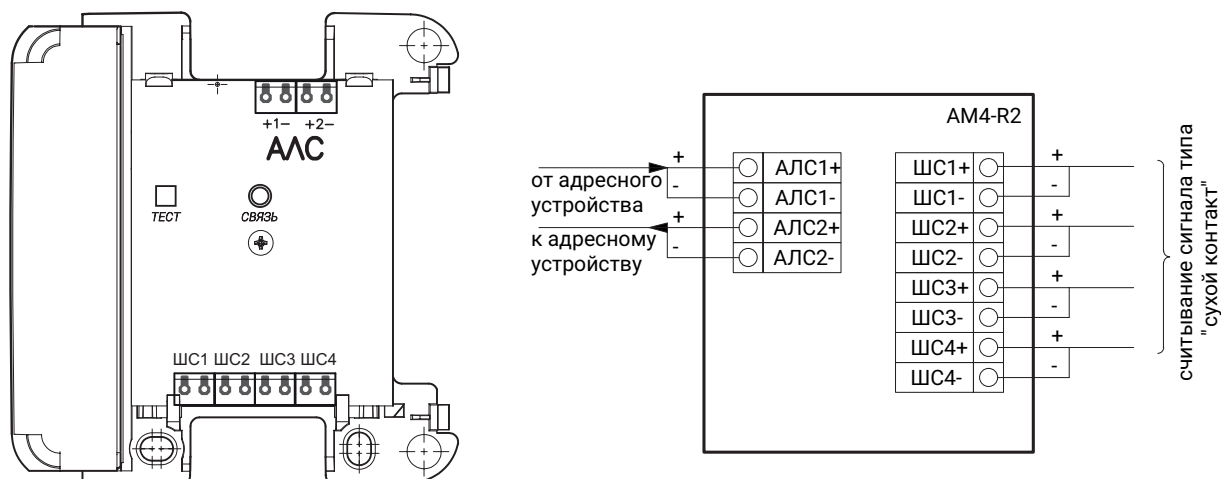 +1− +2−
АЛС
ТЕСТ
СВЯЗЬ
ШС1 ШС2 ШС3 ШС4
AM4-R2
от адресного
устройства
к адресному
устройству
+
-
+
-
АЛС1+
АЛС1-
АЛС2+
АЛС2-
ШС1+
ШС1-
ШС2+
ШС2-
ШС3+
ШС3-
ШС4+
ШС4-
+
-
+
-
+
-
+
-
считывание сигнала типа
"сухой контакт"